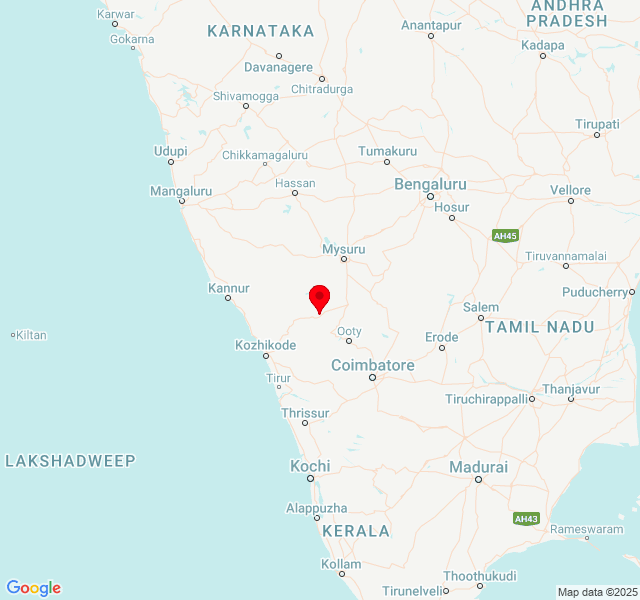 Karwar
Gokarna
KARNATAKA
Anantapur
ANDHRA
PRADESH
Kadapa
Davanagere
Chitradurga
Shivamogga
Tirupati
Udupi
Chikkamagaluru
Tumakuru
Mangaluru
Hassan
Bengaluru
Vellore
Hosur
AH45
Mysuru
Tiruvannamalai
Kannur
Puducherry
Salem
Kiltan
Ooty
Erode
TAMIL NADU
Kozhikode
Coimbatore
Tirur
Tiruchirappalli
Thanjavur
Thrissur
LAKSHADWEEP
Kochi
Madurai
Alappuzha
AH43
KERALA
Rameswaram
Kollam
Thoothukudi
Tirunelveli
Google
Map data ©2025